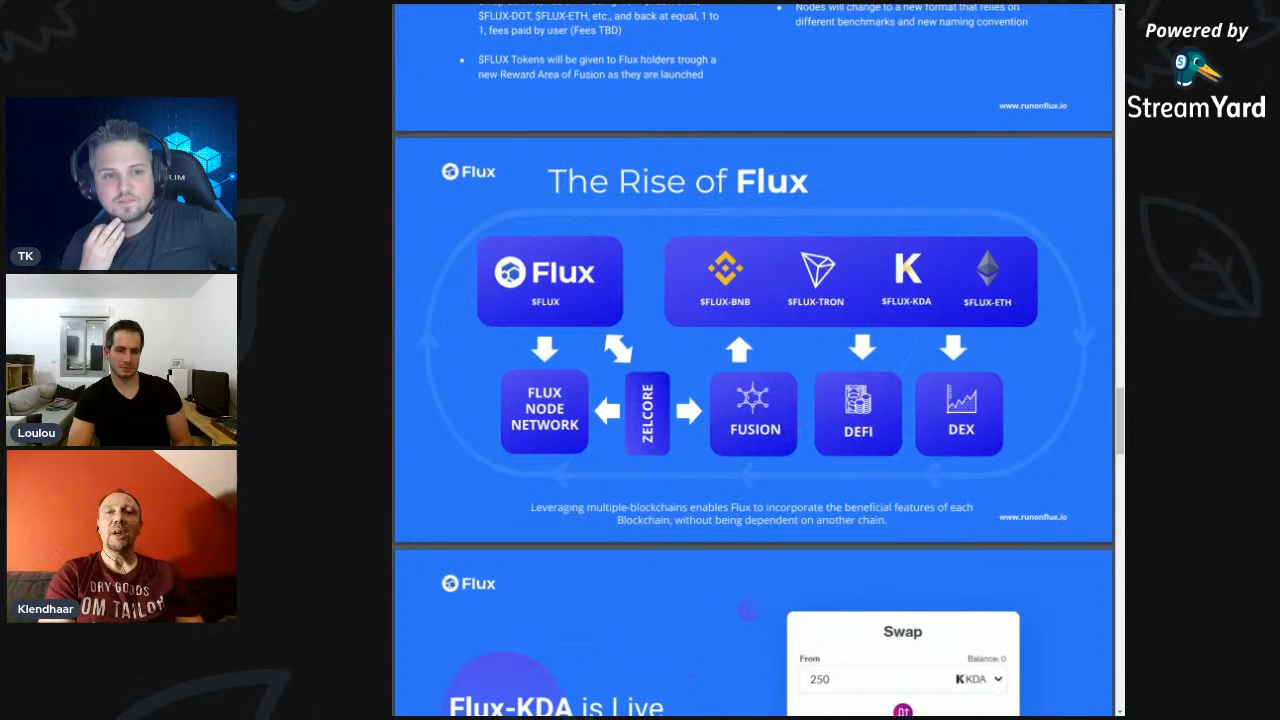 $FLUX-DOT, $FLUX-ETH, etc., and back at equal, 1 to
1, fees paid by user (Fees TBD)
$FLUX Tokens will be given to Flux holders trough a
new Reward Area of Fusion as they are launched
Nodes will change to a new format that relies on
different benchmarks and new naming convention
www.runonflux.io
Powered by
StreamYard
TK
LIM
Loulou
DRY GOODS
OM TAILOR
Klendhaar
Flux
The Rise of Flux
Flux
$FLUX
$FLUX-BNB
$FLUX-TRON
$FLUX-KDA
$FLUX-ETH
FLUX
NODE
NETWORK
ZELCORE
FUSION
DEFI
DEX
Leveraging multiple-blockchains enables Flux to incorporate the beneficial features of each
Blockchain, without being dependent on another chain.
www.runonflux.io
Flux
Flux-KDA is Live
Swap
From
Balance: 0
250
KDA